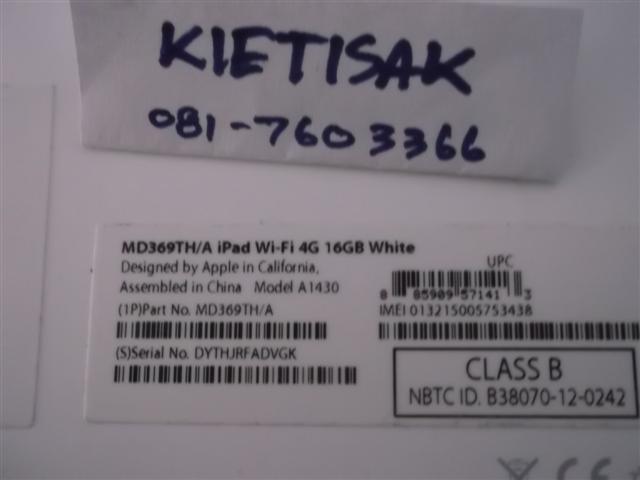 KIETISAK
081-7603366
MD369TH/A iPad Wi-Fi 4G 16GB White
Designed by Apple in California,
Assembled in China Model A1430
(1P)Part No. MD369TH/A
(S)Serial No. DYTHJRFADVGK
UPC
8 85909 57141 3
IMEI 013215005753438
CLASS B
NBTC ID. B38070-12-0242